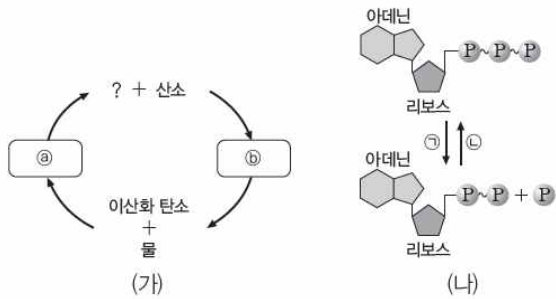 ? + 산소
ⓐ
ⓑ
이산화 탄소
+
물
(가)
아데닌
P P P
리보스
㉠ ㉡
아데닌
P P + P
리보스
(나)